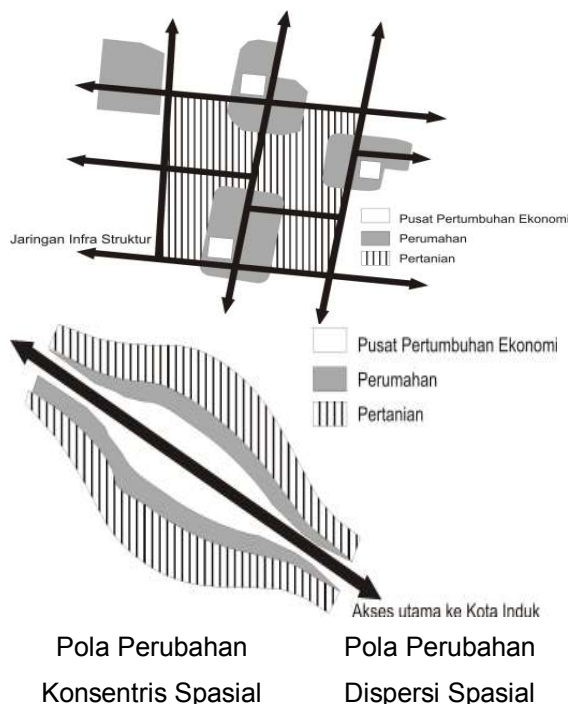 Pusat Pertumbuhan Ekonomi
Jaringan Infra Struktur
Perumahan
Pertanian
Pusat Pertumbuhan Ekonomi
Perumahan
Pertanian
Akses utama ke Kota Induk
Pola Perubahan
Konsentris Spasial
Pola Perubahan
Dispersi Spasial